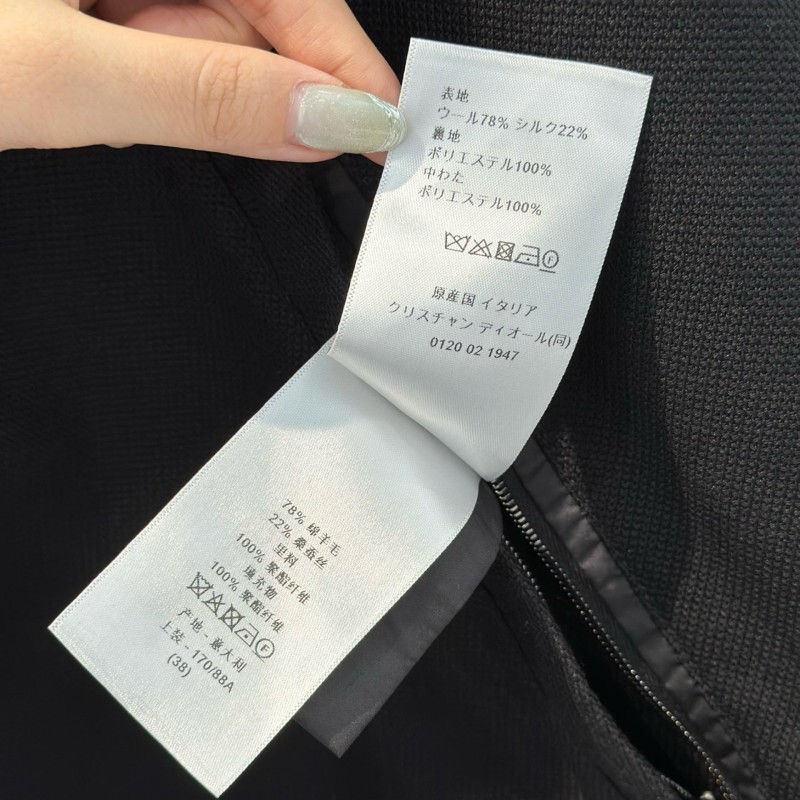 表地
ウール78% シルク22%
裏地
ポリエステル100%
中わた
ポリエステル100%
F
原産国 イタリア
クリスチャン ディオール(同)
0120 02 1947
78% 绵羊毛
22% 桑蚕丝
里料
100% 聚酯纤维
填充物
100% 聚酯纤维
F
产地 - 意大利
上装 - 170/88A
(38)